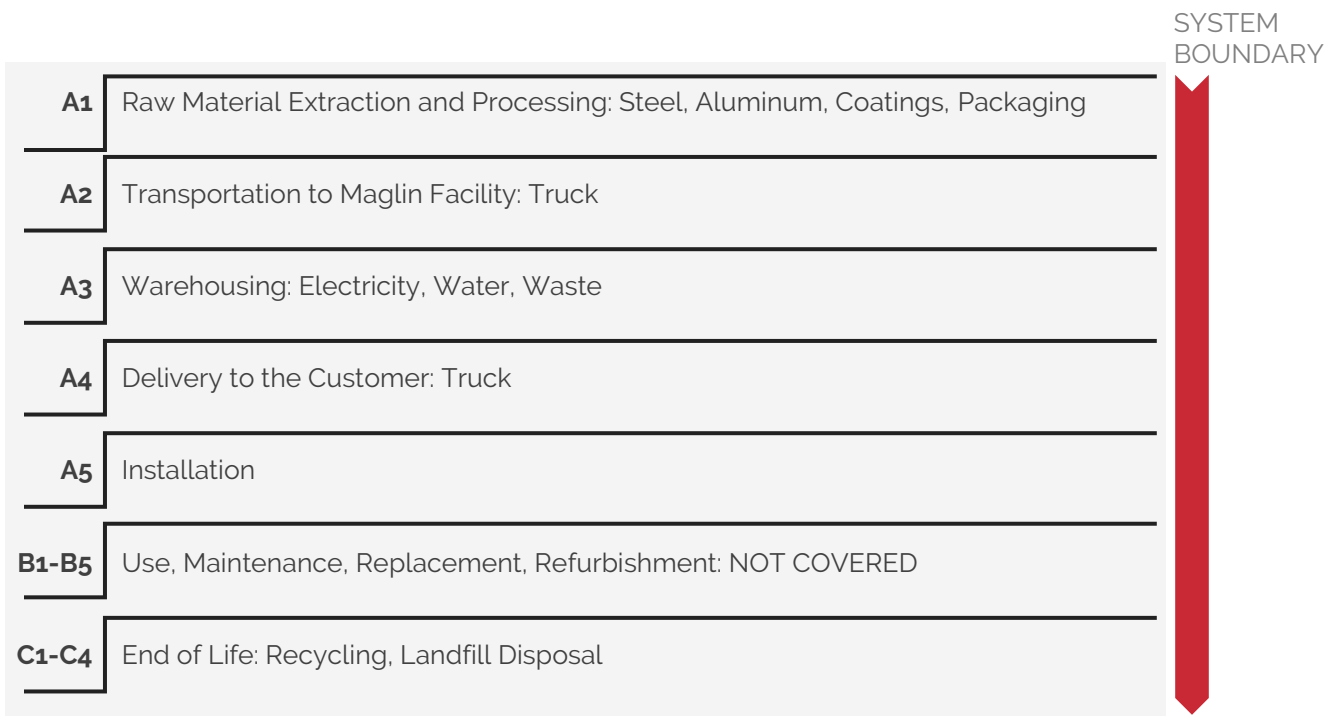 SYSTEM
BOUNDARY
A1 Raw Material Extraction and Processing: Steel, Aluminum, Coatings, Packaging
A2 Transportation to Maglin Facility: Truck
A3 Warehousing: Electricity, Water, Waste
A4 Delivery to the Customer: Truck
A5 Installation
B1-B5 Use, Maintenance, Replacement, Refurbishment: NOT COVERED
C1-C4 End of Life: Recycling, Landfill Disposal